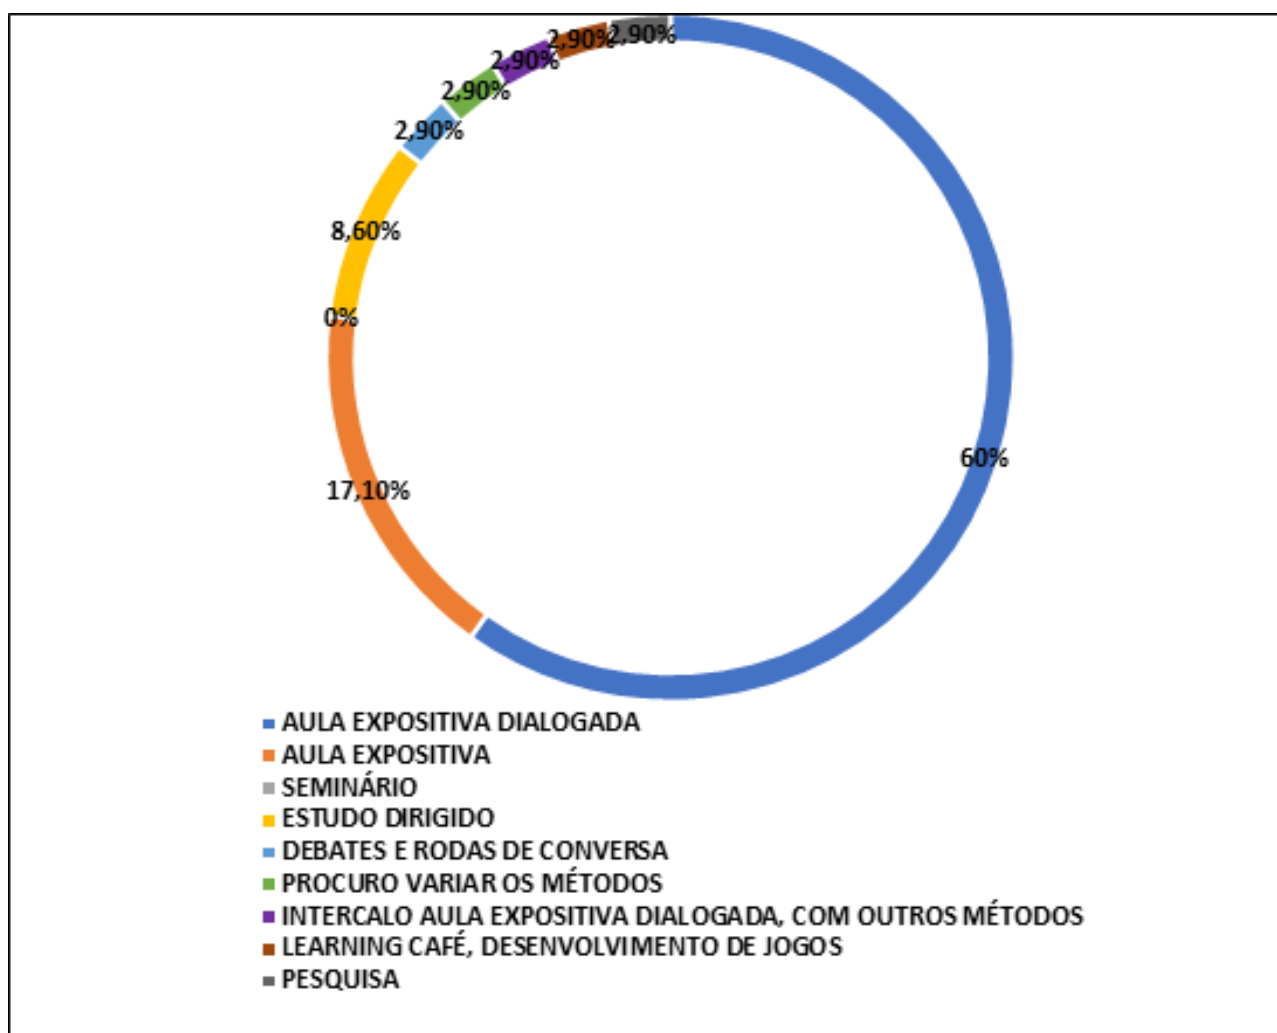 2,90%
2,90%
2,90%
2,90%
2,90%
8,60%
0%
60%
17,10%
AULA EXPOSITIVA DIALOGADA
AULA EXPOSITIVA
SEMINÁRIO
ESTUDO DIRIGIDO
DEBATES E RODAS DE CONVERSA
PROCURO VARIAR OS MÉTODOS
INTERCALO AULA EXPOSITIVA DIALOGADA, COM OUTROS MÉTODOS
LEARNING CAFÉ, DESENVOLVIMENTO DE JOGOS
PESQUISA